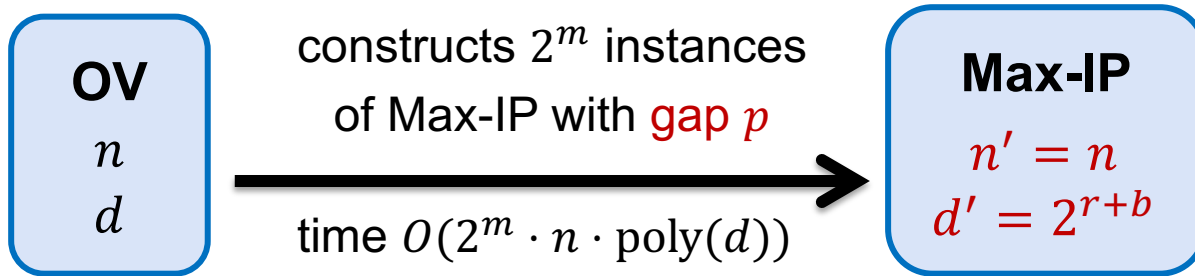 OV
n
d
constructs 2^m instances
of Max-IP with gap p
time O(2^m · n · poly(d))
Max-IP
n′ = n
d′ = 2^{r+b}